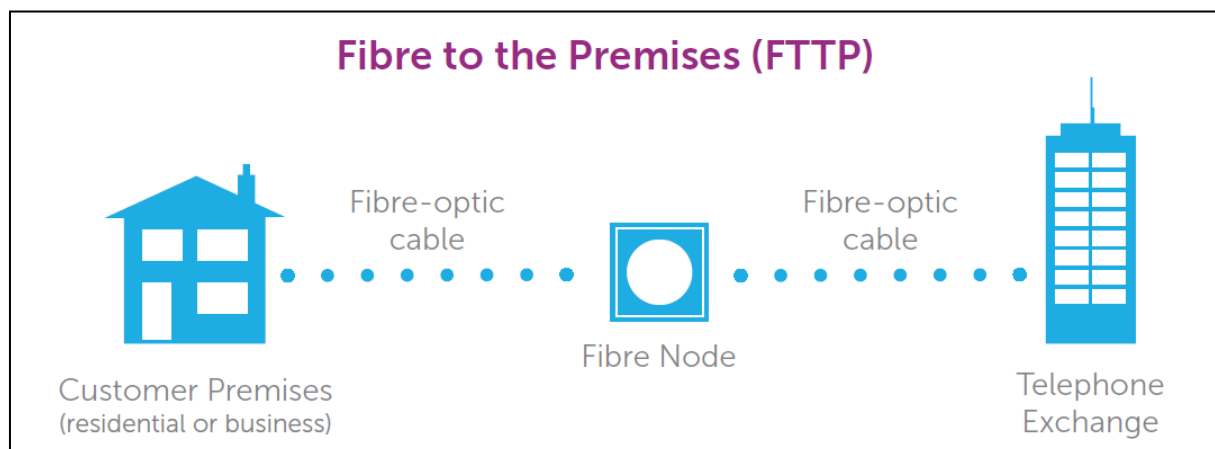 Fibre to the Premises (FTTP)
Fibre-optic
cable
Fibre-optic
cable
Fibre Node
Customer Premises
(residential or business)
Telephone
Exchange